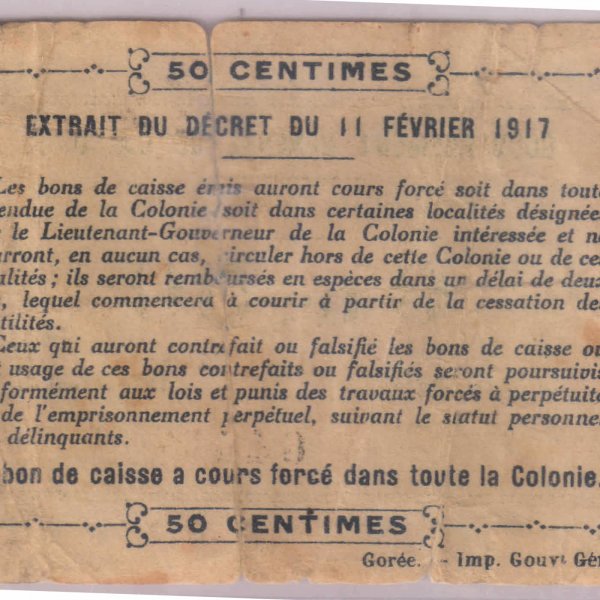 50 CENTIMES
EXTRAIT DU DÉCRET DU 11 FÉVRIER 1917
Les bons de caisse émis auront cours forcé soit dans toute
endue de la Colonie soit dans certaines localités désignées
le Lieutenant-Gouverneur de la Colonie intéressée et ne
rront, en aucun cas, circuler hors de cette Colonie ou de ces
alités ; ils seront remboursés en espèces dans un délai de deux
, lequel commencera à courir à partir de la cessation des
tilités.
Ceux qui auront contrefait ou falsifié les bons de caisse ou
usage de ces bons contrefaits ou falsifiés seront poursuivis
formément aux lois et punis des travaux forcés à perpétuité
de l'emprisonnement perpétuel, suivant le statut personnel
délinquants.
bon de caisse a cours forcé dans toute la Colonie.
50 CENTIMES
Gorée. - Imp. Gouvt Gén